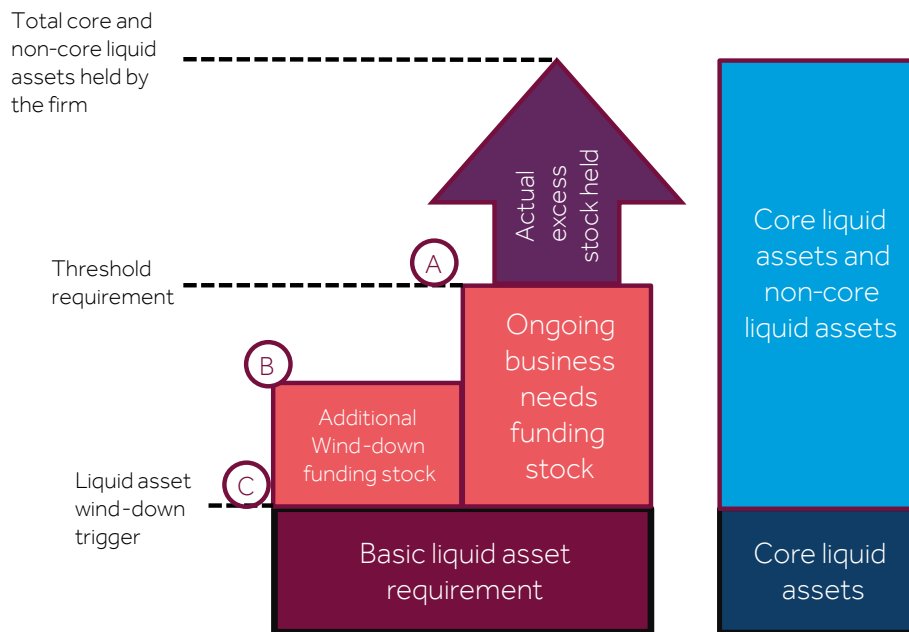 Total core and
non-core liquid
assets held by
the firm
Actual
excess
stock held
A
Threshold
requirement
B
C
Liquid asset
wind-down
trigger
Additional
Wind-down
funding stock
Ongoing
business
needs
funding
stock
Basic liquid asset
requirement
Core liquid
assets and
non-core
liquid assets
Core liquid
assets